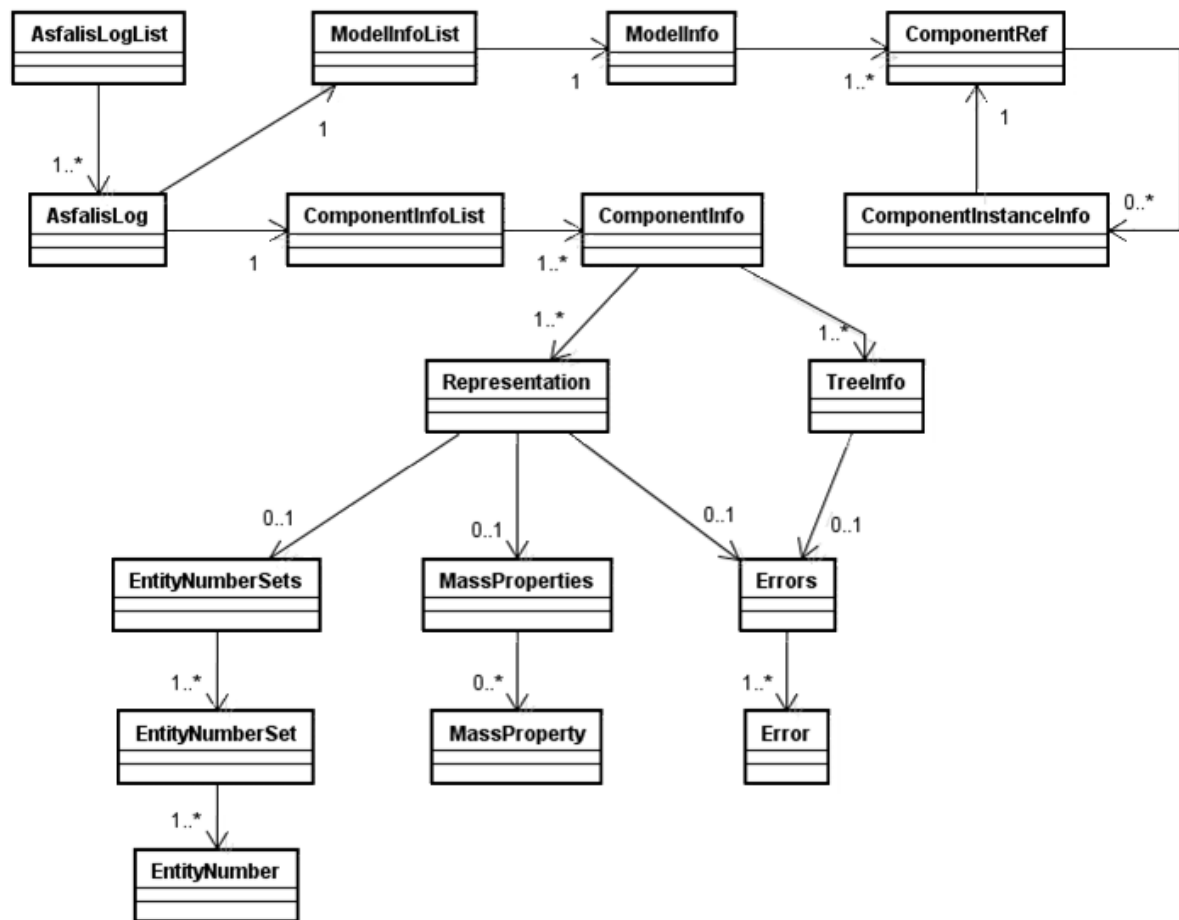 AsfalisLogList
ModelInfoList
ModelInfo
ComponentRef
1
1
1..*
1
1..*
0..*
AsfalisLog
ComponentInfoList
ComponentInfo
ComponentInstanceInfo
1
1..*
1..*
1..*
Representation
TreeInfo
0..1
0..1
0..1
0..1
EntityNumberSets
MassProperties
Errors
1..*
0..*
1..*
EntityNumberSet
MassProperty
Error
1..*
EntityNumber